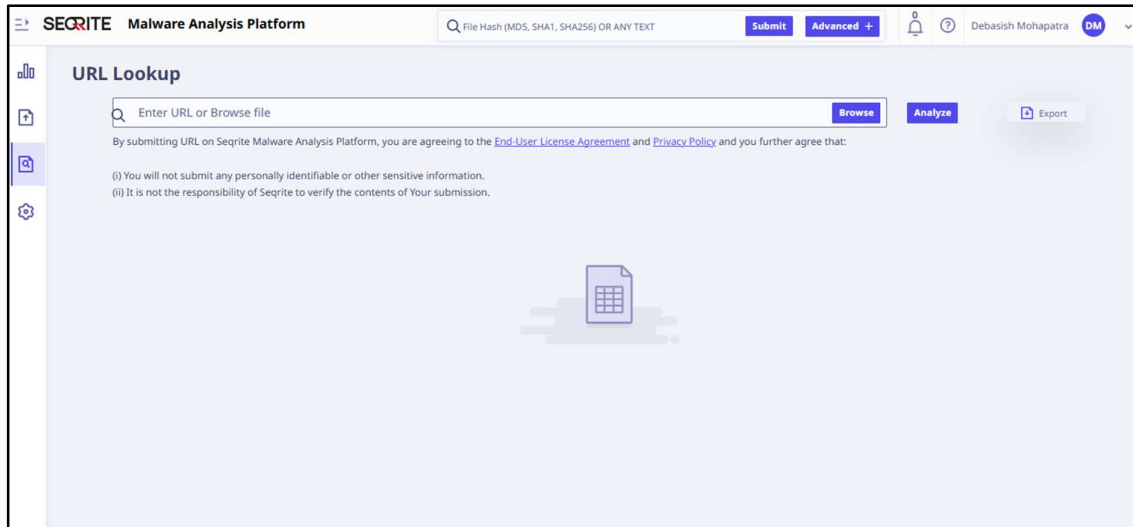 SEQRITE Malware Analysis Platform
File Hash (MD5, SHA1, SHA256) OR ANY TEXT
Submit
Advanced +
0
Debasish Mohapatra
DM
URL Lookup
Enter URL or Browse file
Browse
Analyze
Export
By submitting URL on Seqrite Malware Analysis Platform, you are agreeing to the End-User License Agreement and Privacy Policy and you further agree that:
(i) You will not submit any personally identifiable or other sensitive information.
(ii) It is not the responsibility of Seqrite to verify the contents of Your submission.